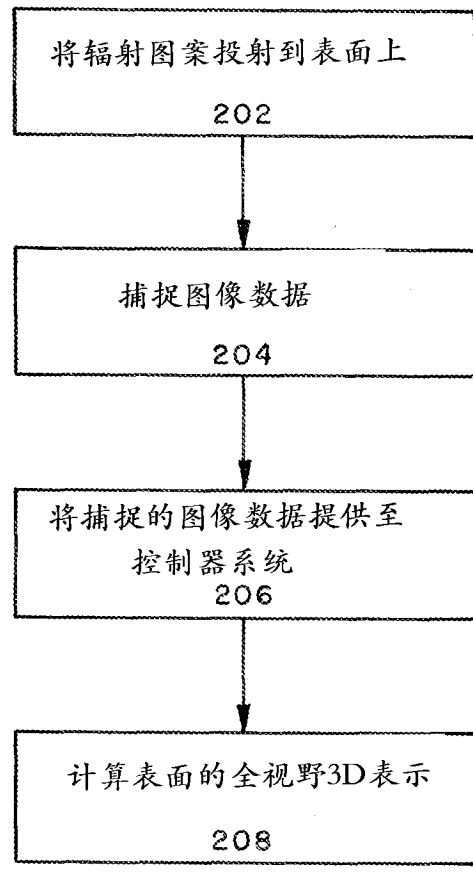 将辐射图案投射到表面上
202
捕捉图像数据
204
将捕捉的图像数据提供至
控制器系统
206
计算表面的全视野3D表示
208